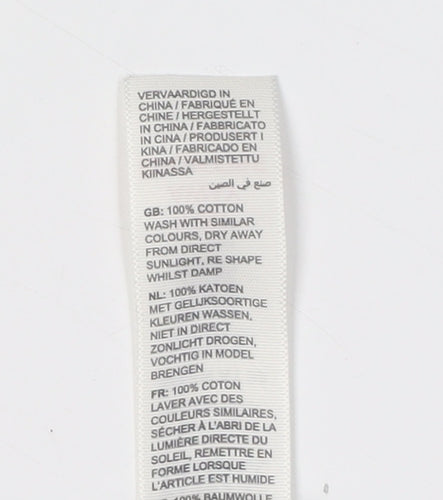 VERVAARDIGD IN
CHINA / FABRIQUÉ EN
CHINE / HERGESTELLT
IN CHINA / FABBRICATO
IN CINA / PRODUSERT I
KINA / FABRICADO EN
CHINA / VALMISTETTU
KIINASSA
صنع في الصين
GB: 100% COTTON
WASH WITH SIMILAR
COLOURS, DRY AWAY
FROM DIRECT
SUNLIGHT, RE SHAPE
WHILST DAMP
NL: 100% KATOEN
MET GELIJKSOORTIGE
KLEUREN WASSEN,
NIET IN DIRECT
ZONLICHT DROGEN,
VOCHTIG IN MODEL
BRENGEN
FR: 100% COTON
LAVER AVEC DES
COULEURS SIMILAIRES,
SÉCHER À L'ABRI DE LA
LUMIÈRE DIRECTE DU
SOLEIL, REMETTRE EN
FORME LORSQUE
L'ARTICLE EST HUMIDE
100% BAUMWOLLE